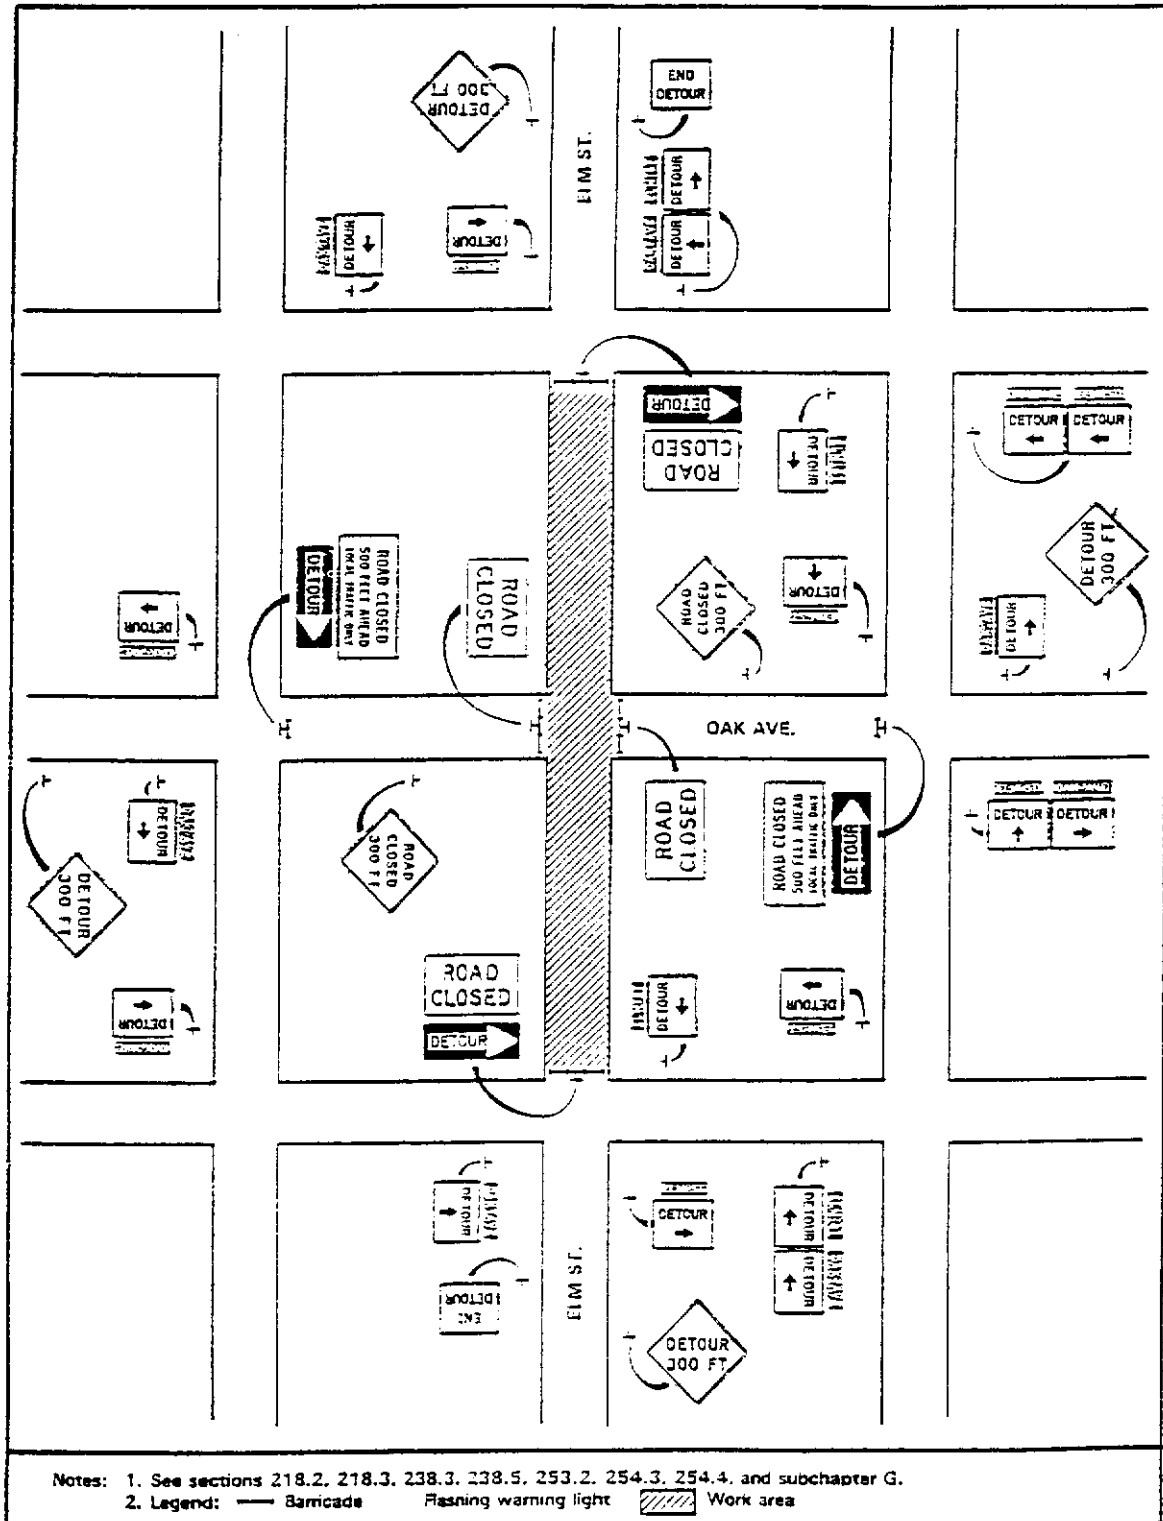 DETOUR
300 FT
ELM ST.
END
DETOUR
DETOUR
DETOUR
DETOUR
DETOUR
DETOUR
ROAD
CLOSED
DETOUR
DETOUR
DETOUR
DETOUR
300 FT
DETOUR
ROAD CLOSED
500 FEET AHEAD
LOCAL TRAFFIC ONLY
DETOUR
ROAD
CLOSED
ROAD
CLOSED
300 FT
DETOUR
DETOUR
DETOUR
OAK AVE.
DETOUR
300 FT
DETOUR
DETOUR
ROAD
CLOSED
300 FT
ROAD
CLOSED
DETOUR
ROAD
CLOSED
ROAD CLOSED
500 FEET AHEAD
LOCAL TRAFFIC ONLY
DETOUR
DETOUR
DETOUR
DETOUR
DETOUR
DETOUR
END
DETOUR
ELM ST.
DETOUR
DETOUR
DETOUR
DETOUR
300 FT
Notes: 1. See sections 218.2, 218.3, 238.3, 238.5, 253.2, 254.3, 254.4, and subchapter G.
2. Legend: Barricade Flashing warning light Work area